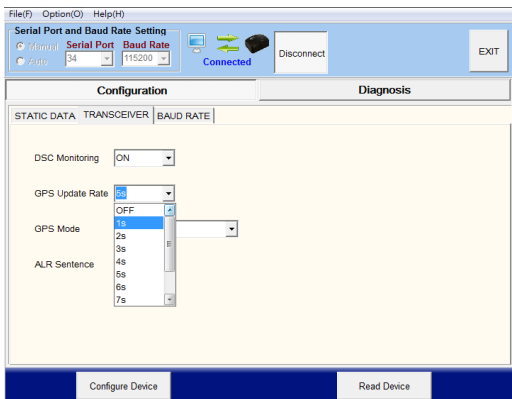 File(F) Option(O) Help(H)
Serial Port and Baud Rate Setting
Manual Serial Port Baud Rate
Auto 34 115200
Connected
Disconnect
EXIT
Configuration Diagnosis
STATIC DATA TRANSCEIVER BAUD RATE
DSC Monitoring ON
GPS Update Rate 5s
OFF
1s
GPS Mode
2s
3s
4s
ALR Sentence
5s
6s
7s
Configure Device Read Device